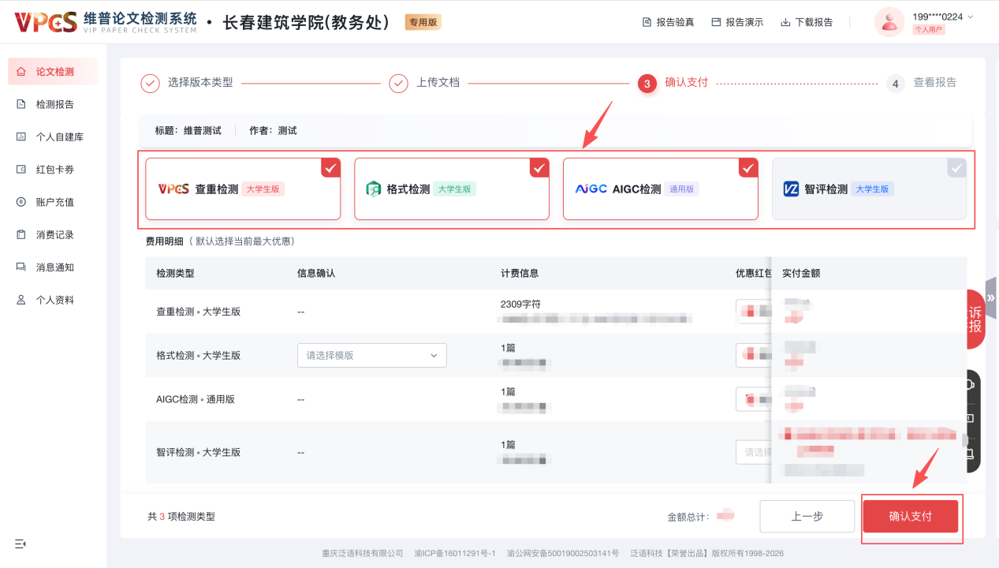 VPCS 维普论文检测系统 · 长春建筑学院(教务处) 专用版
VIP PAPER CHECK SYSTEM
报告验真 报告演示 下载报告
199****0224
个人用户
论文检测
检测报告
个人自建库
红包卡券
账户充值
消费记录
消息通知
个人资料
选择版本类型 上传文档 3 确认支付 4 查看报告
标题：维普测试 作者：测试
VPCS 查重检测 大学生版
格式检测 大学生版
AIGC AIGC检测 通用版
VZ 智评检测 大学生版
费用明细（默认选择当前最大优惠）
检测类型 信息确认 计费信息 优惠红包 实付金额
查重检测 • 大学生版 -- 2309字符
格式检测 • 大学生版 请选择模版 1篇
AIGC检测 • 通用版 -- 1篇
智评检测 • 大学生版 -- 1篇 请选择
诉
报
共 3 项检测类型 金额总计： 上一步 确认支付
重庆泛语科技有限公司 渝ICP备16011291号-1 渝公网安备50019002503141号 泛语科技【荣誉出品】版权所有1998-2026